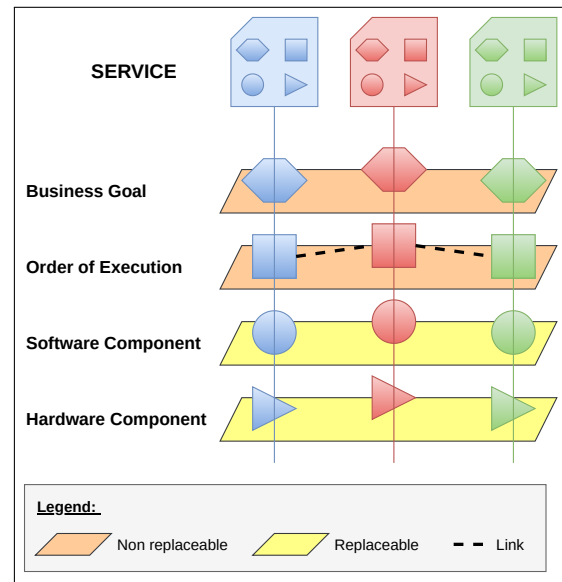 SERVICE
Business Goal
Order of Execution
Software Component
Hardware Component
Legend:
Non replaceable
Replaceable
Link